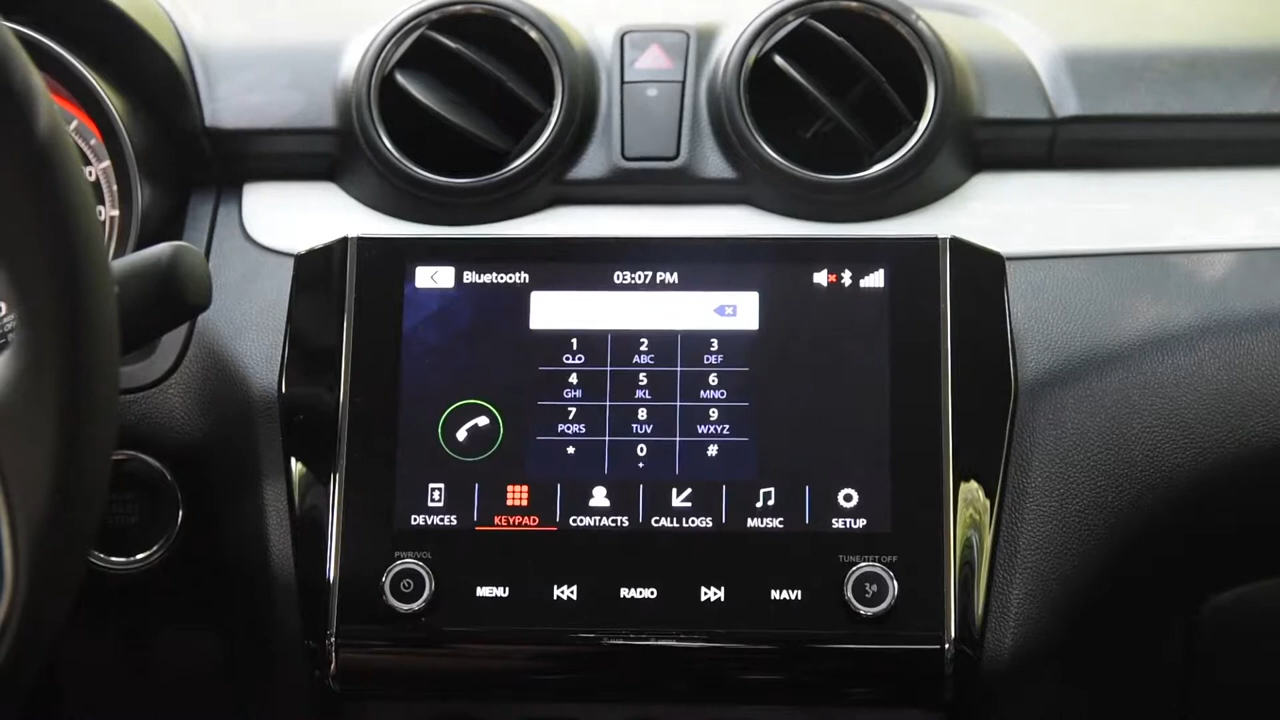 Bluetooth 03:07 PM
1 2 3
ABC DEF
4 5 6
GHI JKL MNO
7 8 9
PQRS TUV WXYZ
* 0 #
+
DEVICES KEYPAD CONTACTS CALL LOGS MUSIC SETUP
PWR/VOL TUNE/TFT OFF
MENU RADIO NAVI